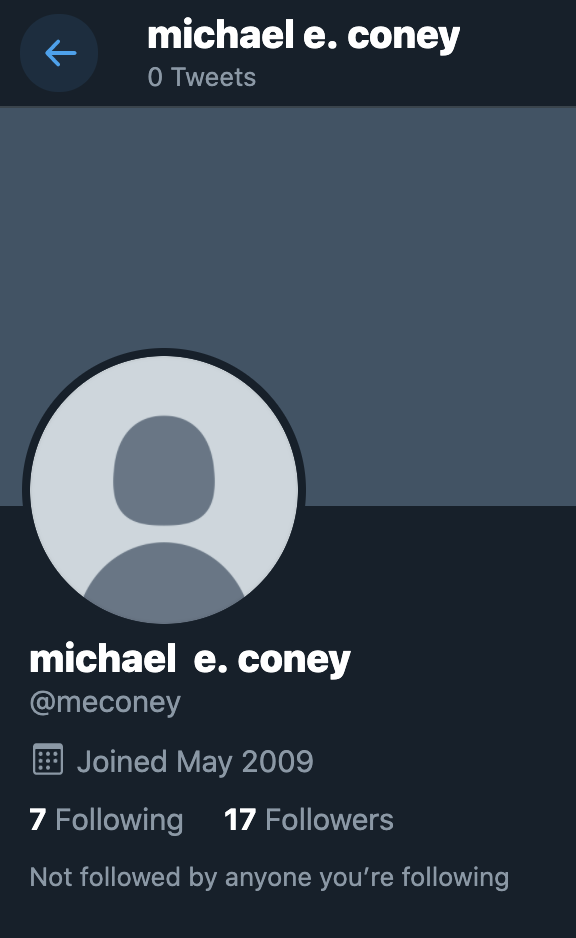 michael e. coney
0 Tweets
michael e. coney
@meconey
Joined May 2009
7 Following 17 Followers
Not followed by anyone you’re following